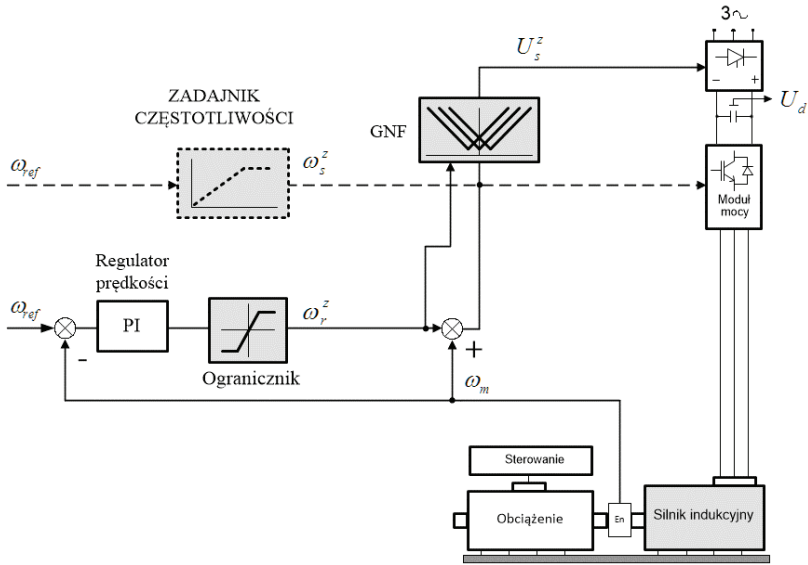 3~
U_s^z
ZADAJNIK
CZĘSTOTLIWOŚCI
GNF
- +
U_d
ω_ref
ω_s^z
Moduł
mocy
Regulator
prędkości
ω_ref
PI
ω_r^z
-
+
Ogranicznik
ω_m
Sterowanie
Obciążenie
En
Silnik indukcyjny